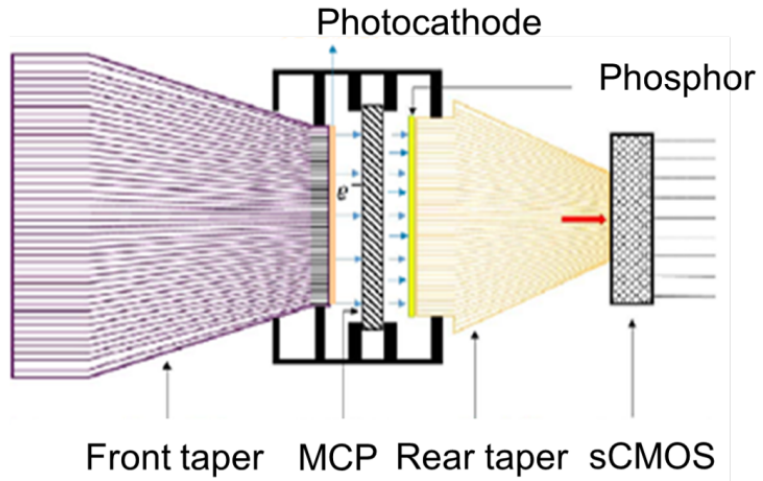 Photocathode
Phosphor
e⁻
Front taper
MCP
Rear taper
sCMOS